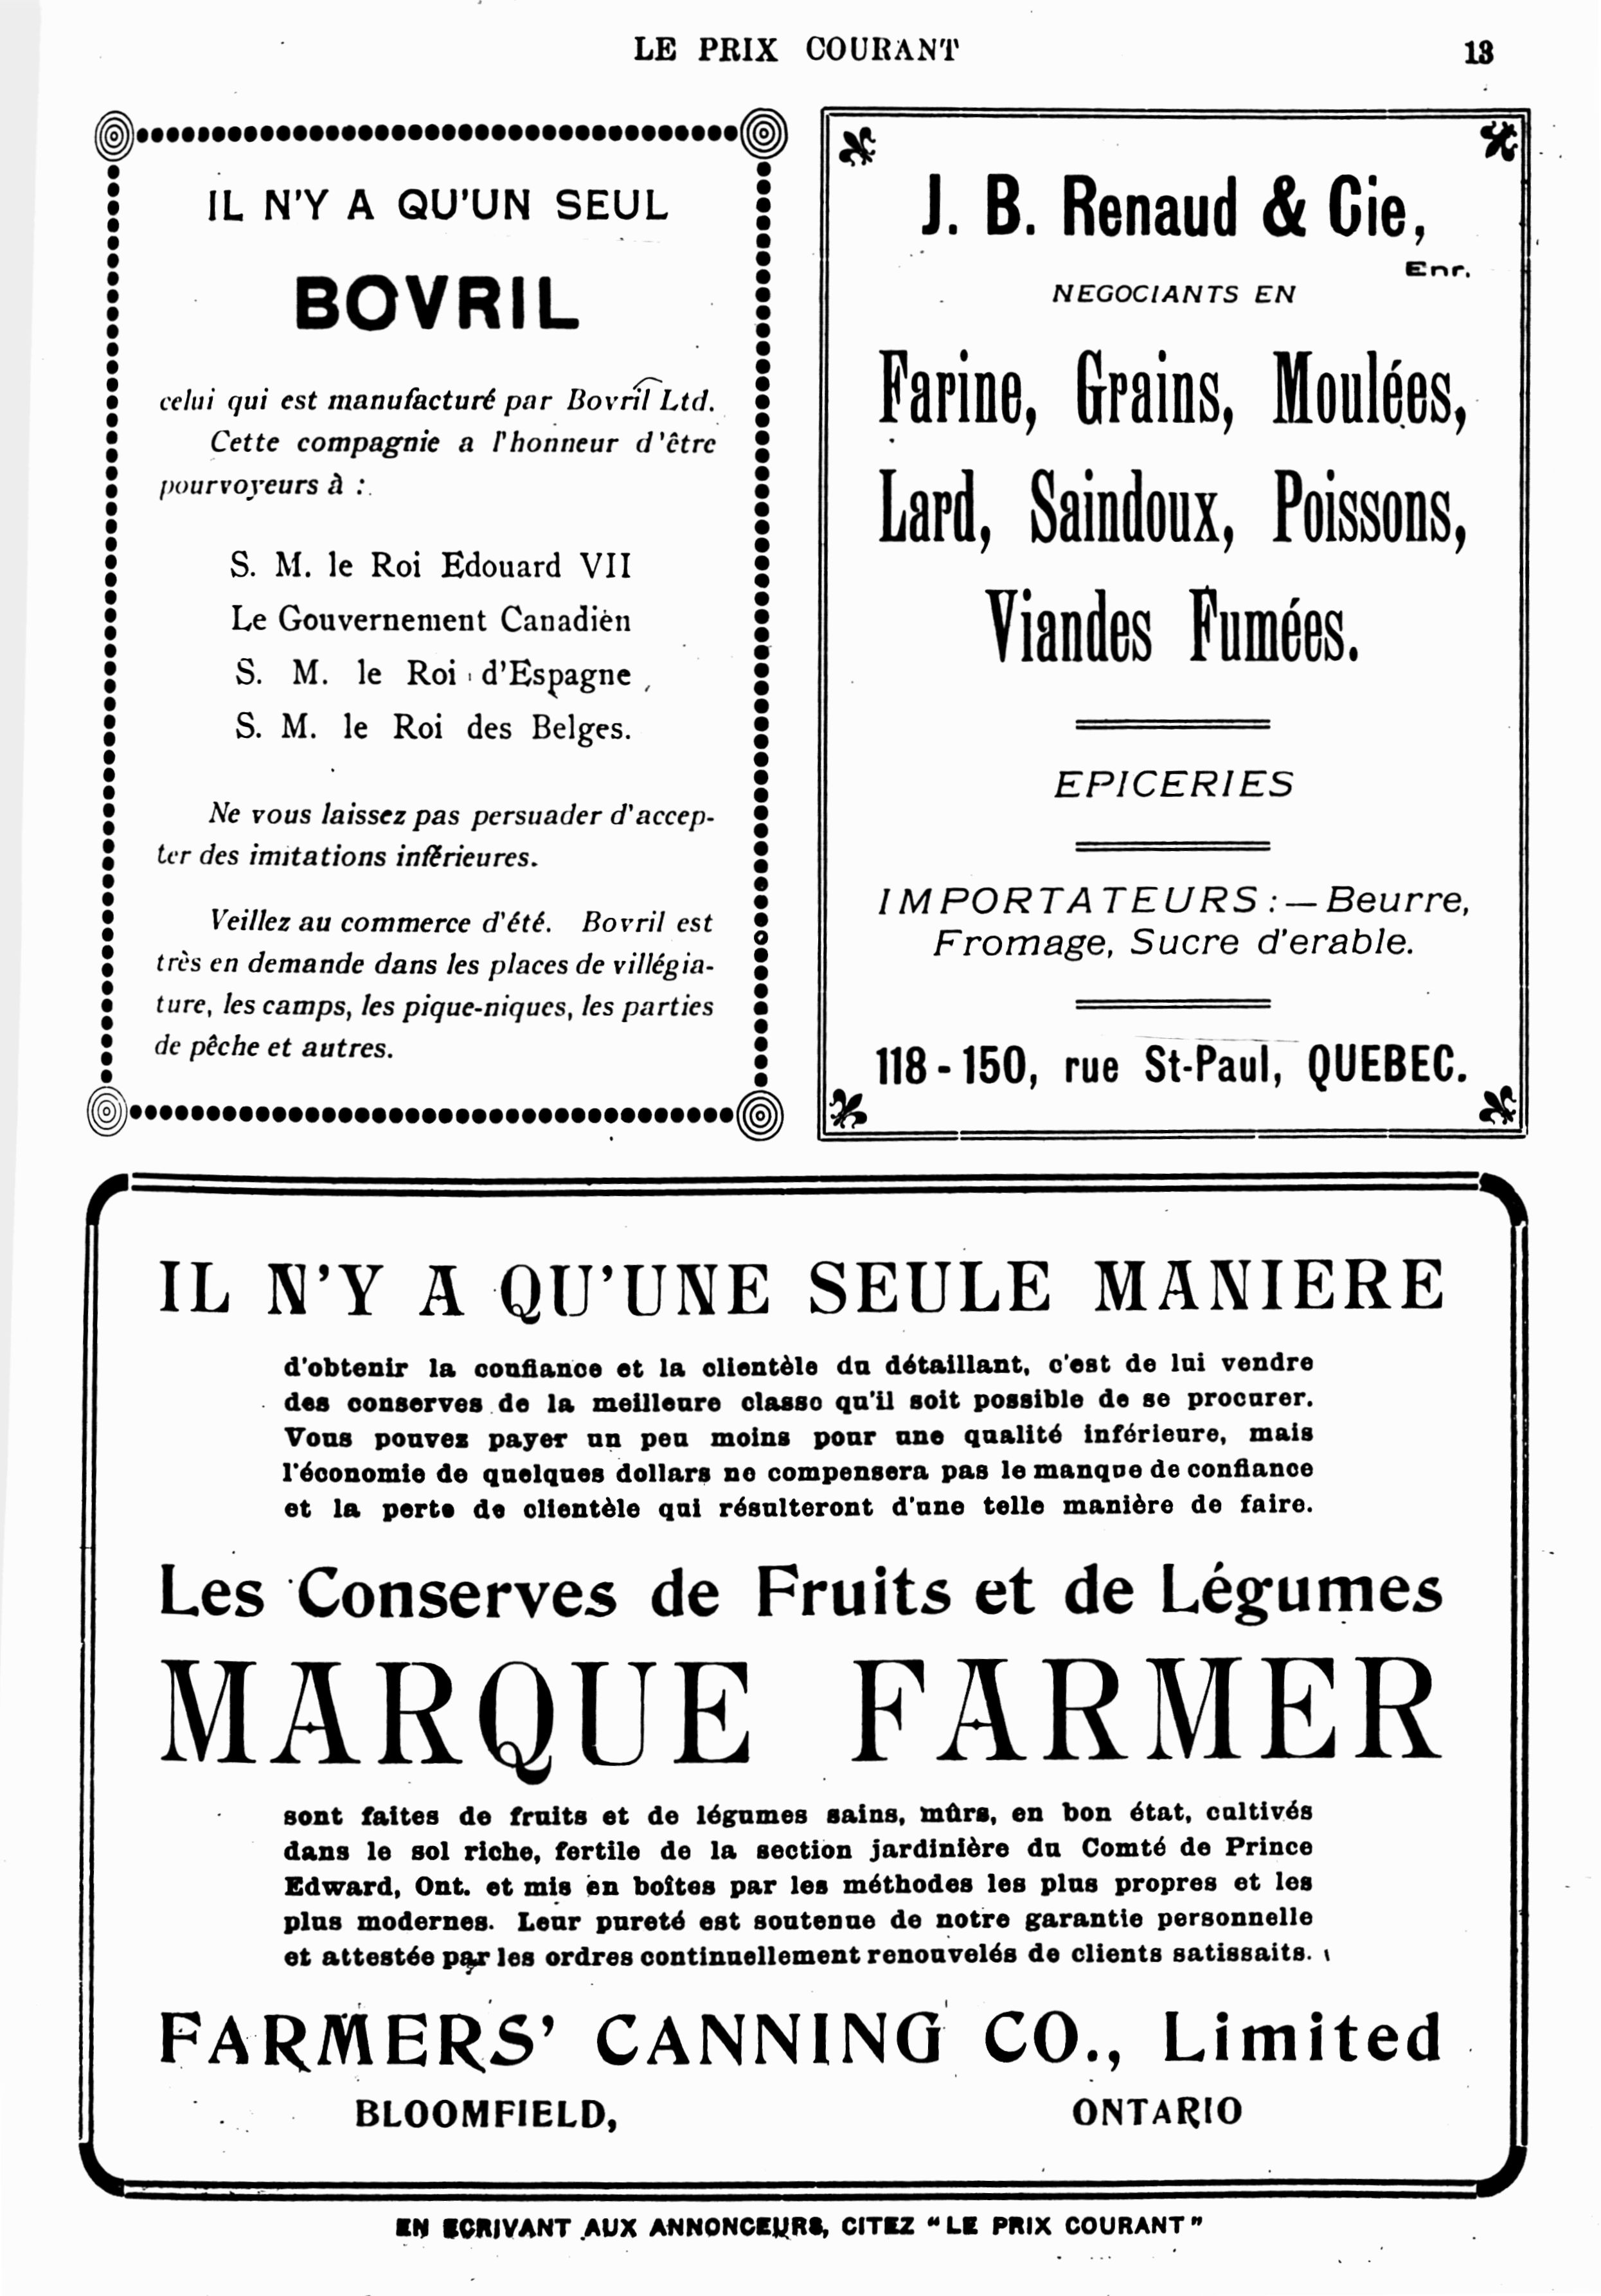 LE PRIX COURANT
13
IL N'Y A QU'UN SEUL
BOVRIL
celui qui est manufacturé par Bovril Ltd.
Cette compagnie a l'honneur d'être
pourvoyeurs à :
S. M. le Roi Edouard VII
Le Gouvernement Canadien
S. M. le Roi d'Espagne
S. M. le Roi des Belges.
Ne vous laissez pas persuader d'accep-
ter des imitations inférieures.
Veillez au commerce d'été. Bovril est
très en demande dans les places de villégia-
ture, les camps, les pique-niques, les parties
de pêche et autres.
J. B. Renaud & Cie,
Enr.
NEGOCIANTS EN
Farine, Grains, Moulées,
Lard, Saindoux, Poissons,
Viandes Fumées.
EPICERIES
IMPORTATEURS :— Beurre,
Fromage, Sucre d'erable.
118 - 150, rue St-Paul, QUEBEC.
IL N'Y A QU'UNE SEULE MANIERE
d'obtenir la confiance et la clientèle du détaillant, c'est de lui vendre
des conserves de la meilleure classe qu'il soit possible de se procurer.
Vous pouvez payer un peu moins pour une qualité inférieure, mais
l'économie de quelques dollars ne compensera pas le manque de confiance
et la perte de clientèle qui résulteront d'une telle manière de faire.
Les Conserves de Fruits et de Légumes
MARQUE FARMER
sont faites de fruits et de légumes sains, mûrs, en bon état, cultivés
dans le sol riche, fertile de la section jardinière du Comté de Prince
Edward, Ont. et mis en boîtes par les méthodes les plus propres et les
plus modernes. Leur pureté est soutenue de notre garantie personnelle
et attestée par les ordres continuellement renouvelés de clients satissaits.
FARMERS' CANNING CO., Limited
BLOOMFIELD, ONTARIO
EN ECRIVANT AUX ANNONCEURS, CITEZ "LE PRIX COURANT"